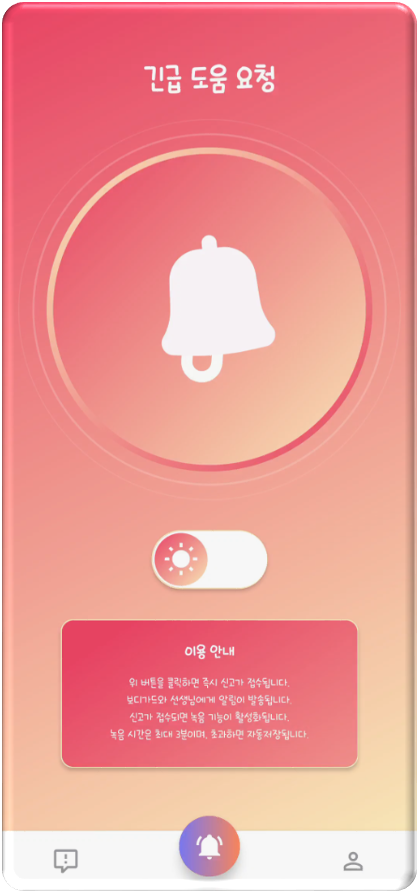 긴급 도움 요청
이용 안내
위 버튼을 클릭하면 즉시 신고가 접수됩니다.
보디가드와 선생님에게 알림이 발송됩니다.
신고가 접수되면 녹음 기능이 활성화됩니다.
녹음 시간은 최대 3분이며, 초과하면 자동저장됩니다.